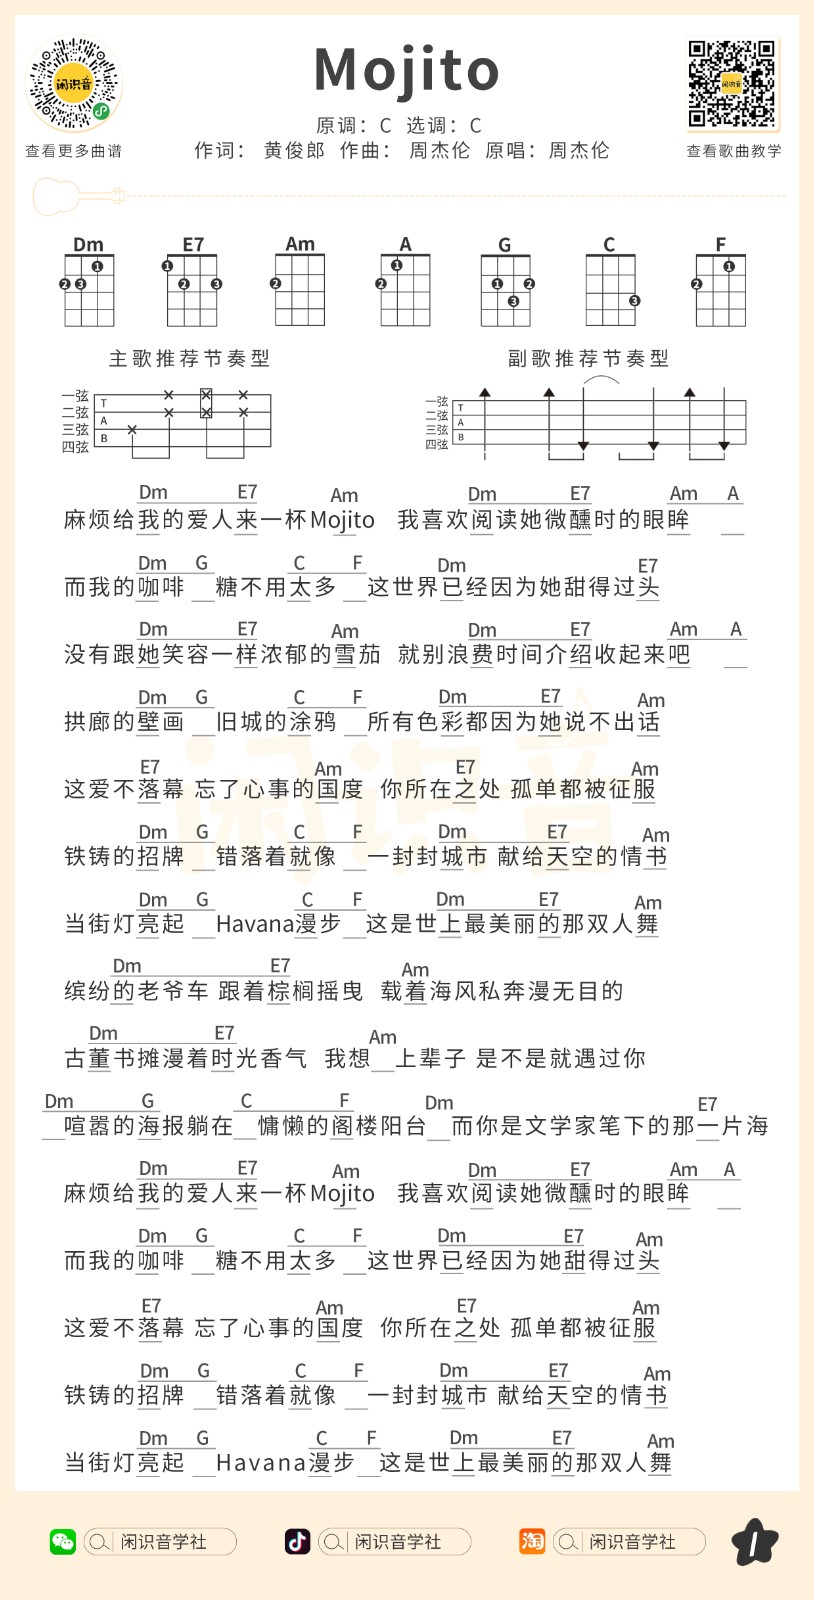 闲识音
Mojito
闲识音
原调：C 选调：C
查看更多曲谱
作词： 黄俊郎 作曲： 周杰伦 原唱：周杰伦
查看歌曲教学
Dm E7 Am A G C F
1 2 3 1 2 3 2 1 2 1 2 3 3 1 2
主歌推荐节奏型 副歌推荐节奏型
一弦 T
二弦 A
三弦 B
四弦
一弦 T
二弦 A
三弦 B
四弦
Dm E7 Am Dm E7 Am A
麻烦给我的爱人来一杯Mojito 我喜欢阅读她微醺时的眼眸
Dm G C F Dm E7
而我的咖啡 糖不用太多 这世界已经因为她甜得过头
Dm E7 Am Dm E7 Am A
没有跟她笑容一样浓郁的雪茄 就别浪费时间介绍收起来吧
Dm G C F Dm E7 Am
拱廊的壁画 旧城的涂鸦 所有色彩都因为她说不出话
E7 Am E7 Am
这爱不落幕 忘了心事的国度 你所在之处 孤单都被征服
Dm G C F Dm E7 Am
铁铸的招牌 错落着就像 一封封城市 献给天空的情书
Dm G C F Dm E7 Am
当街灯亮起 Havana漫步 这是世上最美丽的那双人舞
Dm E7 Am
缤纷的老爷车 跟着棕榈摇曳 载着海风私奔漫无目的
Dm E7 Am
古董书摊漫着时光香气 我想 上辈子 是不是就遇过你
Dm G C F Dm E7
喧嚣的海报躺在 慵懒的阁楼阳台 而你是文学家笔下的那一片海
Dm E7 Am Dm E7 Am A
麻烦给我的爱人来一杯Mojito 我喜欢阅读她微醺时的眼眸
Dm G C F Dm E7 Am
而我的咖啡 糖不用太多 这世界已经因为她甜得过头
E7 Am E7 Am
这爱不落幕 忘了心事的国度 你所在之处 孤单都被征服
Dm G C F Dm E7 Am
铁铸的招牌 错落着就像 一封封城市 献给天空的情书
Dm G C F Dm E7 Am
当街灯亮起 Havana漫步 这是世上最美丽的那双人舞
闲识音
闲识音学社 闲识音学社 淘 闲识音学社